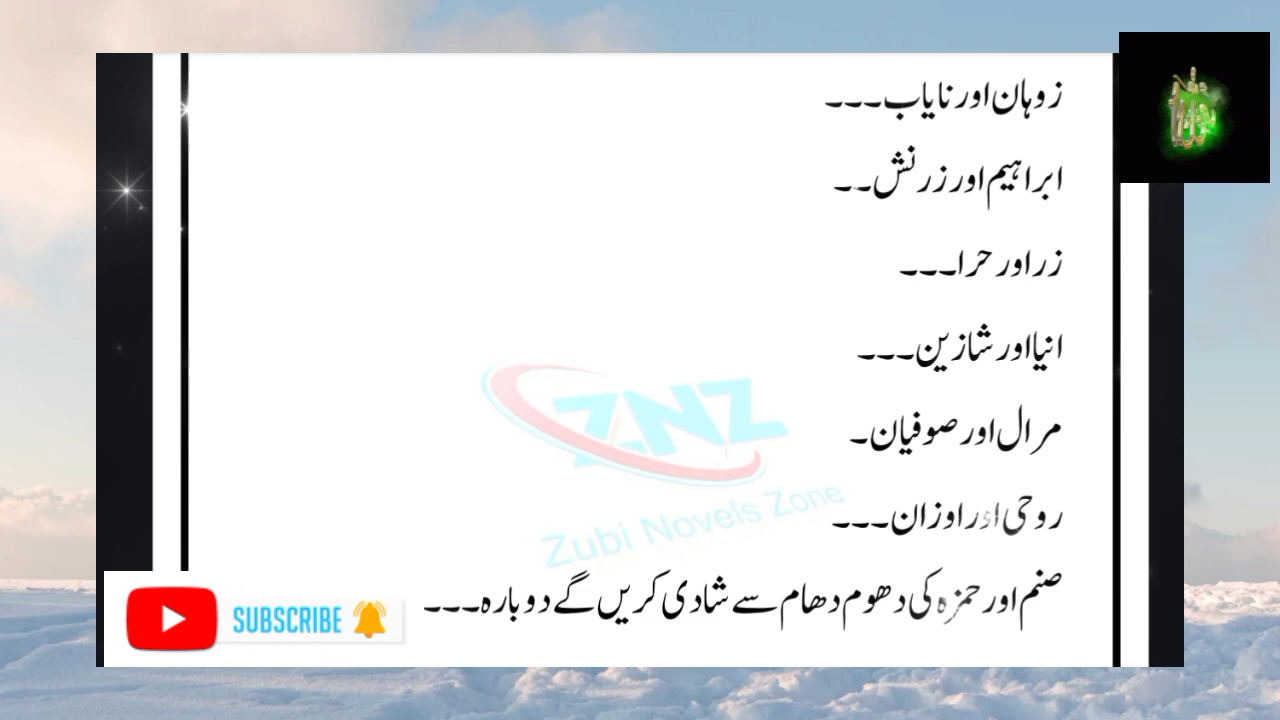 زوہان اور نایاب۔۔۔
ابراہیم اور زرنش۔۔
زر اور حرا۔۔۔
انیا اور شازین۔۔۔
مرال اور صوفیان۔
روحی اور اوزان۔۔۔
صنم اور حمزہ کی دھوم دھام سے شادی کریں گے دوبارہ۔۔۔
ZNZ
Zubi Novels Zone
SUBSCRIBE